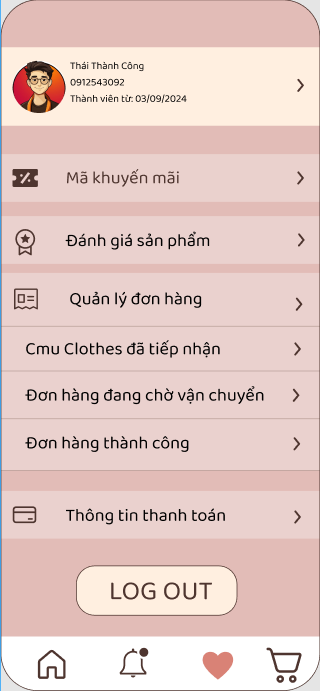 Thái Thành Công
0912543092
Thành viên từ: 03/09/2024
Mã khuyến mãi
Đánh giá sản phẩm
Quản lý đơn hàng
Cmu Clothes đã tiếp nhận
Đơn hàng đang chờ vận chuyển
Đơn hàng thành công
Thông tin thanh toán
LOG OUT